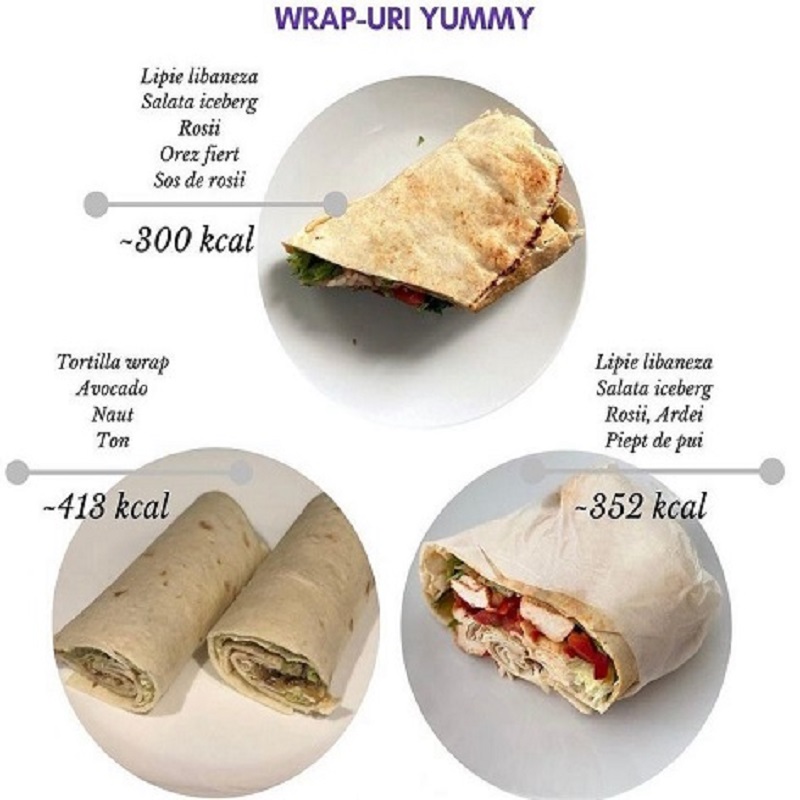 WRAP-URI YUMMY
Lipie libaneza
Salata iceberg
Rosii
Orez fiert
Sos de rosii
~300 kcal
Tortilla wrap
Avocado
Naut
Ton
~413 kcal
Lipie libaneza
Salata iceberg
Rosii, Ardei
Piept de pui
~352 kcal